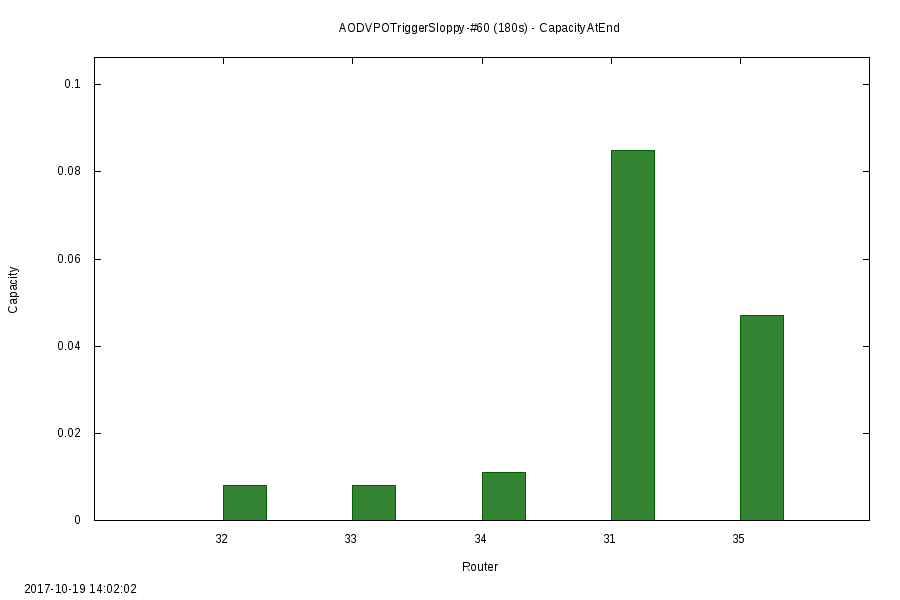 AODVPOTriggerSloppy-#60 (180s) - CapacityAtEnd
0.1
0.08
0.06
0.04
0.02
0
Capacity
32 33 34 31 35
Router
2017-10-19 14:02:02